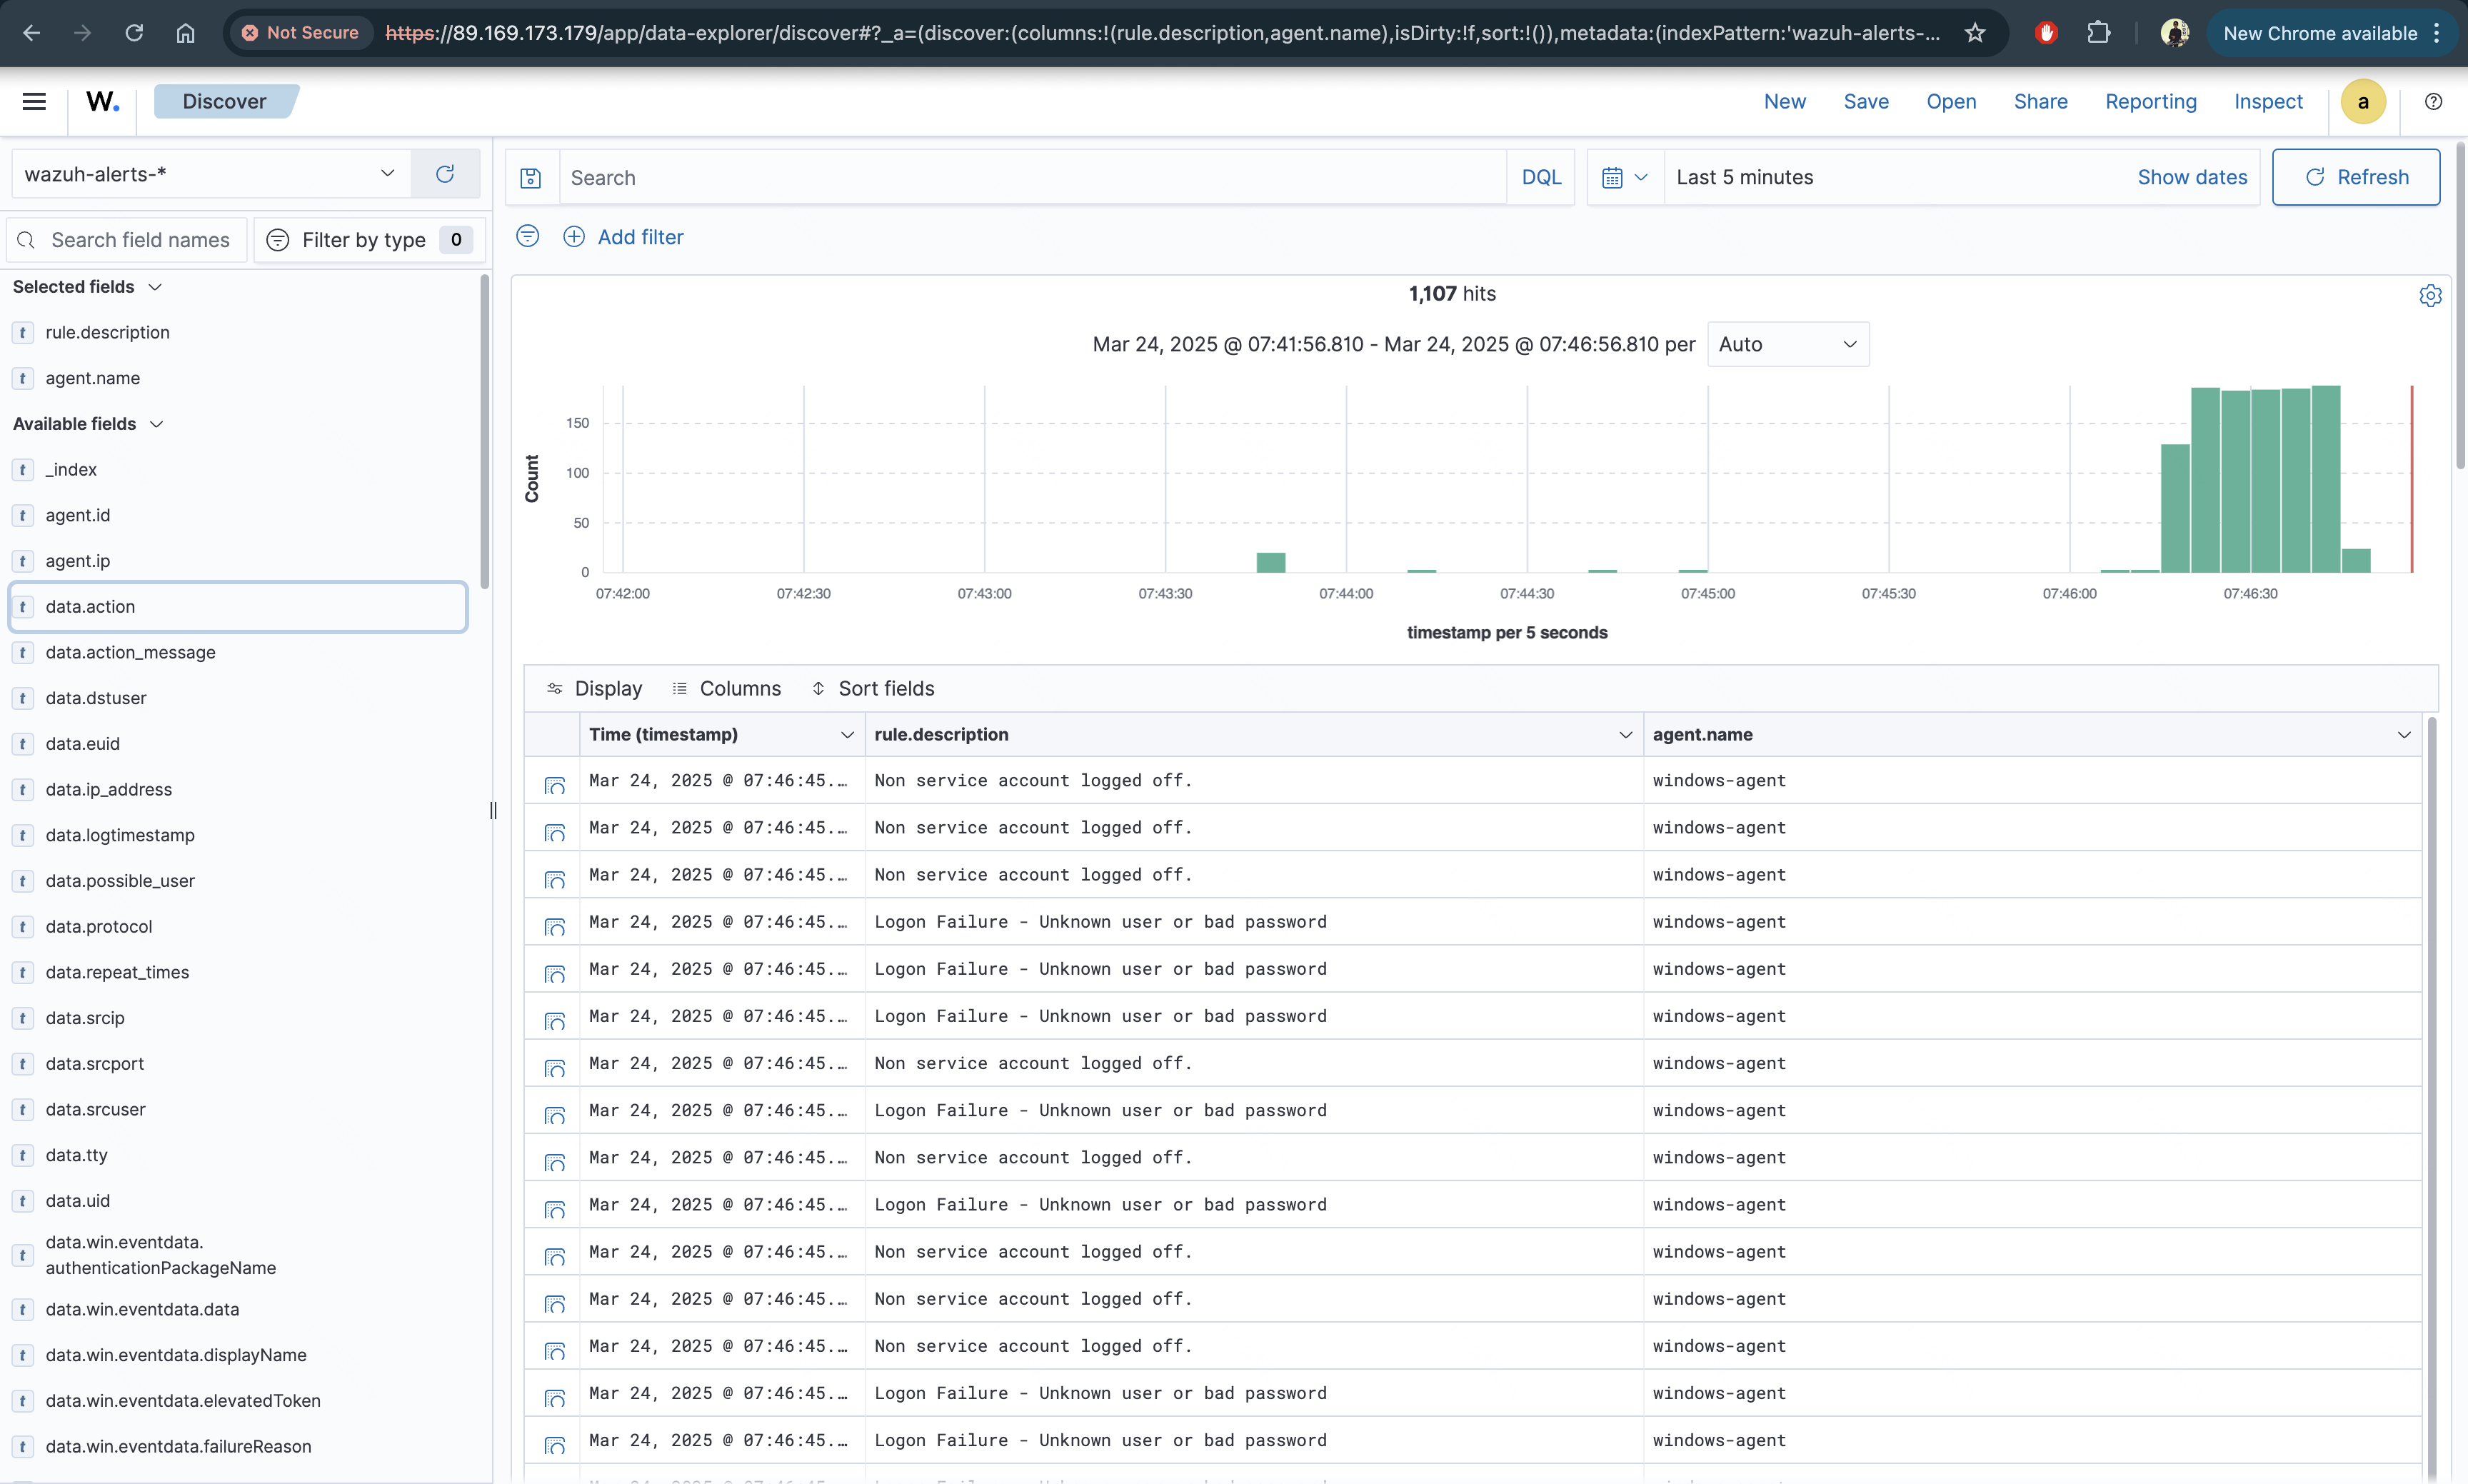 Not Secure
https://89.169.173.179/app/data-explorer/discover#?_a=(discover:(columns:!(rule.description,agent.name),isDirty:!f,sort:!()),metadata:(indexPattern:'wazuh-alerts-...
New Chrome available
W.
Discover
New
Save
Open
Share
Reporting
Inspect
a
wazuh-alerts-*
Search
DQL
Last 5 minutes
Show dates
Refresh
Search field names
Filter by type 0
Add filter
Selected fields
t rule.description
t agent.name
Available fields
t _index
t agent.id
t agent.ip
t data.action
t data.action_message
t data.dstuser
t data.euid
t data.ip_address
t data.logtimestamp
t data.possible_user
t data.protocol
t data.repeat_times
t data.srcip
t data.srcport
t data.srcuser
t data.tty
t data.uid
t data.win.eventdata.
authenticationPackageName
t data.win.eventdata.data
t data.win.eventdata.displayName
t data.win.eventdata.elevatedToken
t data.win.eventdata.failureReason
1,107 hits
Mar 24, 2025 @ 07:41:56.810 - Mar 24, 2025 @ 07:46:56.810 per Auto
Count
150
100
50
0
07:42:00 07:42:30 07:43:00 07:43:30 07:44:00 07:44:30 07:45:00 07:45:30 07:46:00 07:46:30
timestamp per 5 seconds
Display Columns Sort fields
Time (timestamp) rule.description agent.name
Mar 24, 2025 @ 07:46:45.… Non service account logged off. windows-agent
Mar 24, 2025 @ 07:46:45.… Non service account logged off. windows-agent
Mar 24, 2025 @ 07:46:45.… Non service account logged off. windows-agent
Mar 24, 2025 @ 07:46:45.… Logon Failure - Unknown user or bad password windows-agent
Mar 24, 2025 @ 07:46:45.… Logon Failure - Unknown user or bad password windows-agent
Mar 24, 2025 @ 07:46:45.… Logon Failure - Unknown user or bad password windows-agent
Mar 24, 2025 @ 07:46:45.… Non service account logged off. windows-agent
Mar 24, 2025 @ 07:46:45.… Logon Failure - Unknown user or bad password windows-agent
Mar 24, 2025 @ 07:46:45.… Non service account logged off. windows-agent
Mar 24, 2025 @ 07:46:45.… Logon Failure - Unknown user or bad password windows-agent
Mar 24, 2025 @ 07:46:45.… Non service account logged off. windows-agent
Mar 24, 2025 @ 07:46:45.… Non service account logged off. windows-agent
Mar 24, 2025 @ 07:46:45.… Non service account logged off. windows-agent
Mar 24, 2025 @ 07:46:45.… Logon Failure - Unknown user or bad password windows-agent
Mar 24, 2025 @ 07:46:45.… Logon Failure - Unknown user or bad password windows-agent